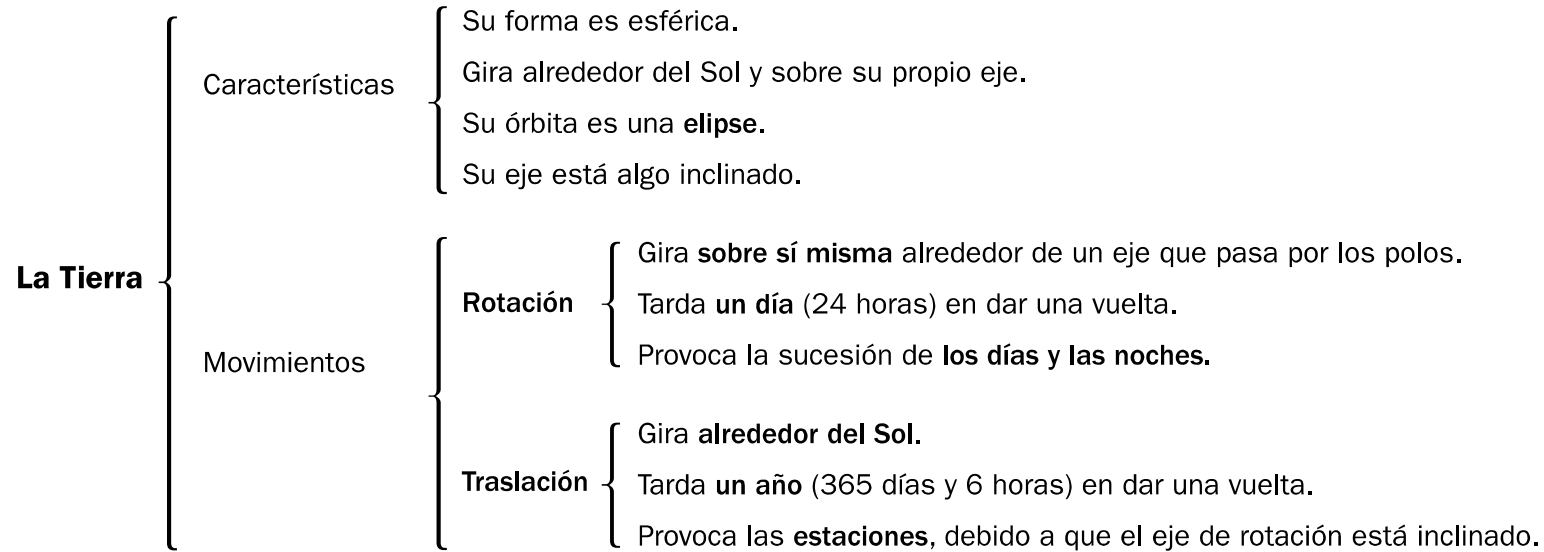 La Tierra
Características
Su forma es esférica.
Gira alrededor del Sol y sobre su propio eje.
Su órbita es una elipse.
Su eje está algo inclinado.
Movimientos
Rotación
Gira sobre sí misma alrededor de un eje que pasa por los polos.
Tarda un día (24 horas) en dar una vuelta.
Provoca la sucesión de los días y las noches.
Traslación
Gira alrededor del Sol.
Tarda un año (365 días y 6 horas) en dar una vuelta.
Provoca las estaciones, debido a que el eje de rotación está inclinado.